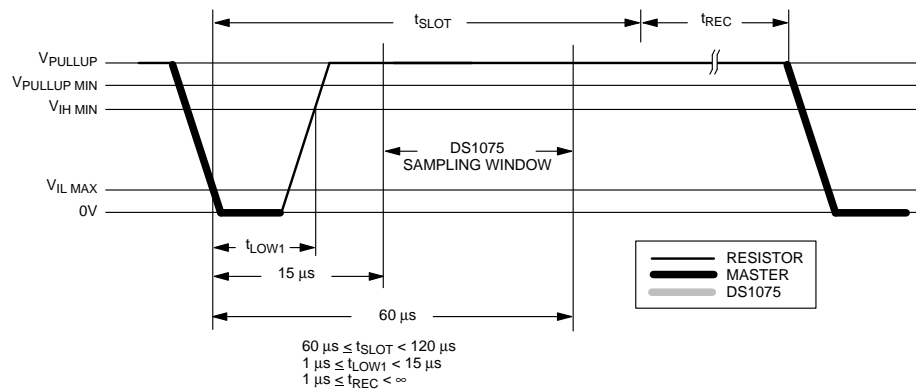 tSLOT
tREC
VPULLUP
VPULLUP MIN
VIH MIN
DS1075
SAMPLING WINDOW
VIL MAX
0V
tLOW1
15 µs
60 µs
RESISTOR
MASTER
DS1075
60 µs ≤ tSLOT < 120 µs
1 µs ≤ tLOW1 < 15 µs
1 µs ≤ tREC < ∞